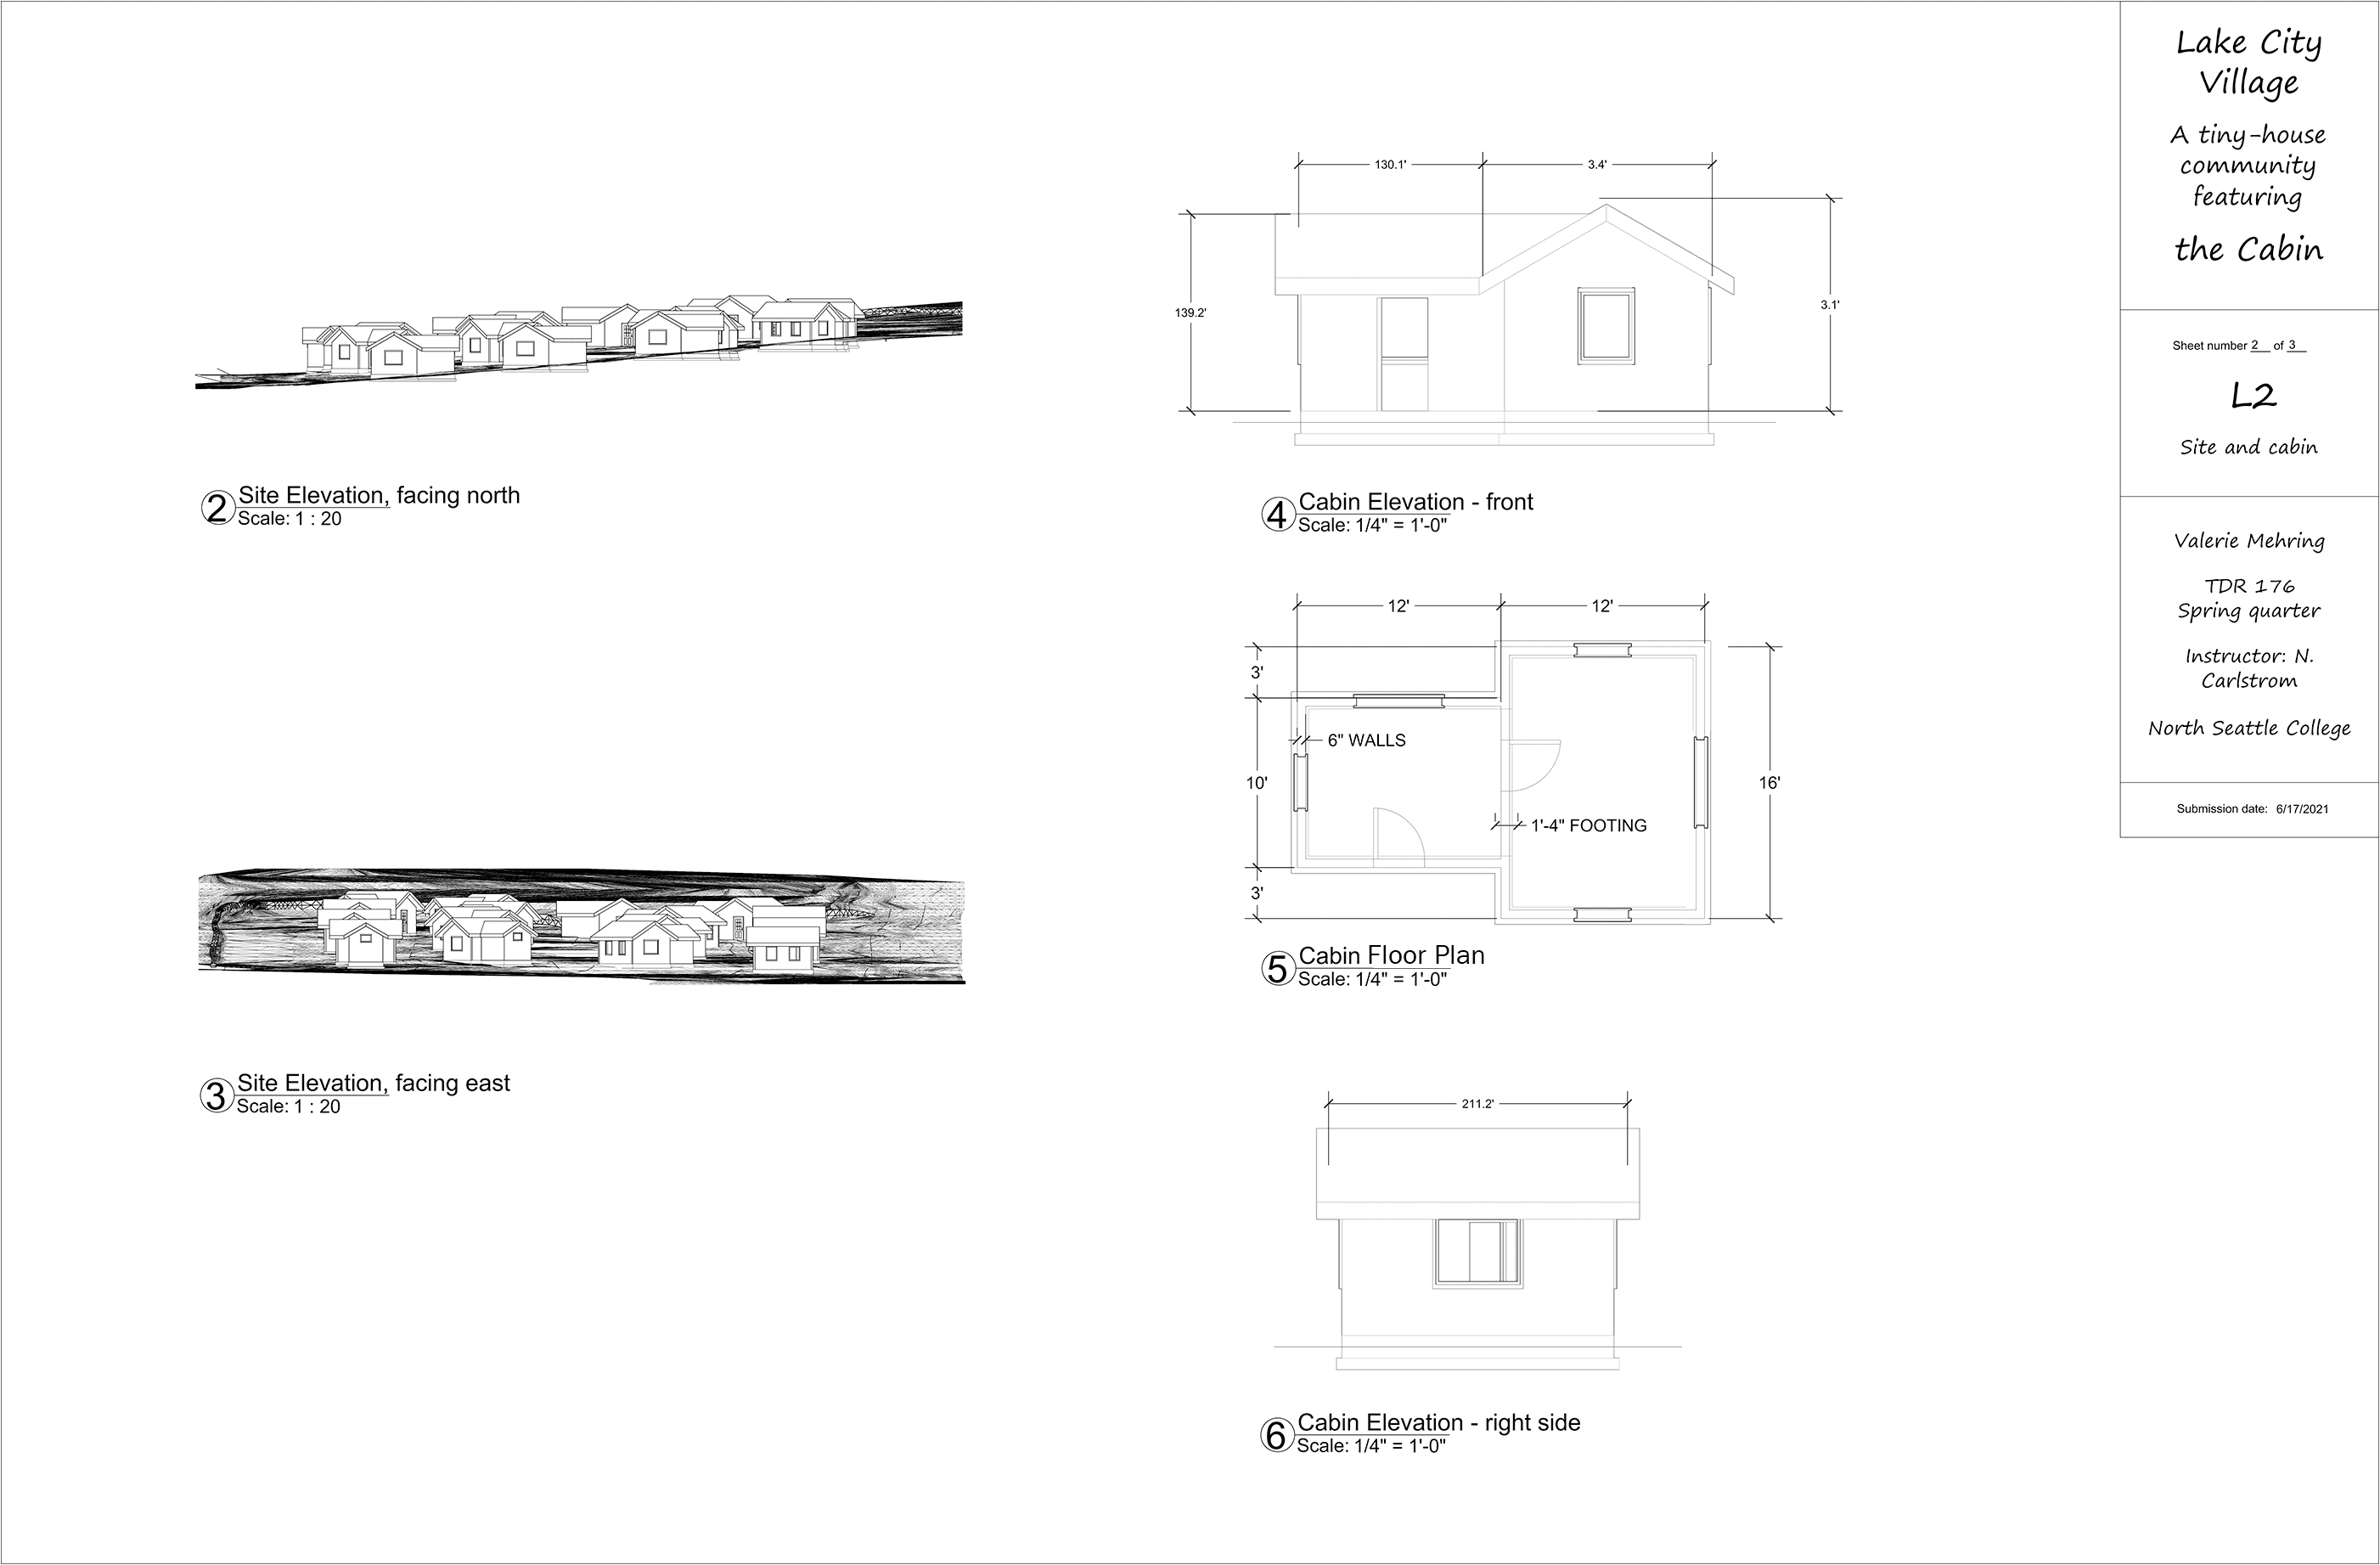 Lake City
Village
A tiny-house
community
featuring
the Cabin
Sheet number 2 of 3
L2
Site and cabin
Valerie Mehring
TDR 176
Spring quarter
Instructor: N.
Carlstrom
North Seattle College
Submission date: 6/17/2021
2 Site Elevation, facing north
Scale: 1 : 20
3 Site Elevation, facing east
Scale: 1 : 20
130.1' 3.4'
139.2'
3.1'
4 Cabin Elevation - front
Scale: 1/4" = 1'-0"
12' 12'
3'
6" WALLS
10'
16'
1'-4" FOOTING
3'
5 Cabin Floor Plan
Scale: 1/4" = 1'-0"
211.2'
6 Cabin Elevation - right side
Scale: 1/4" = 1'-0"